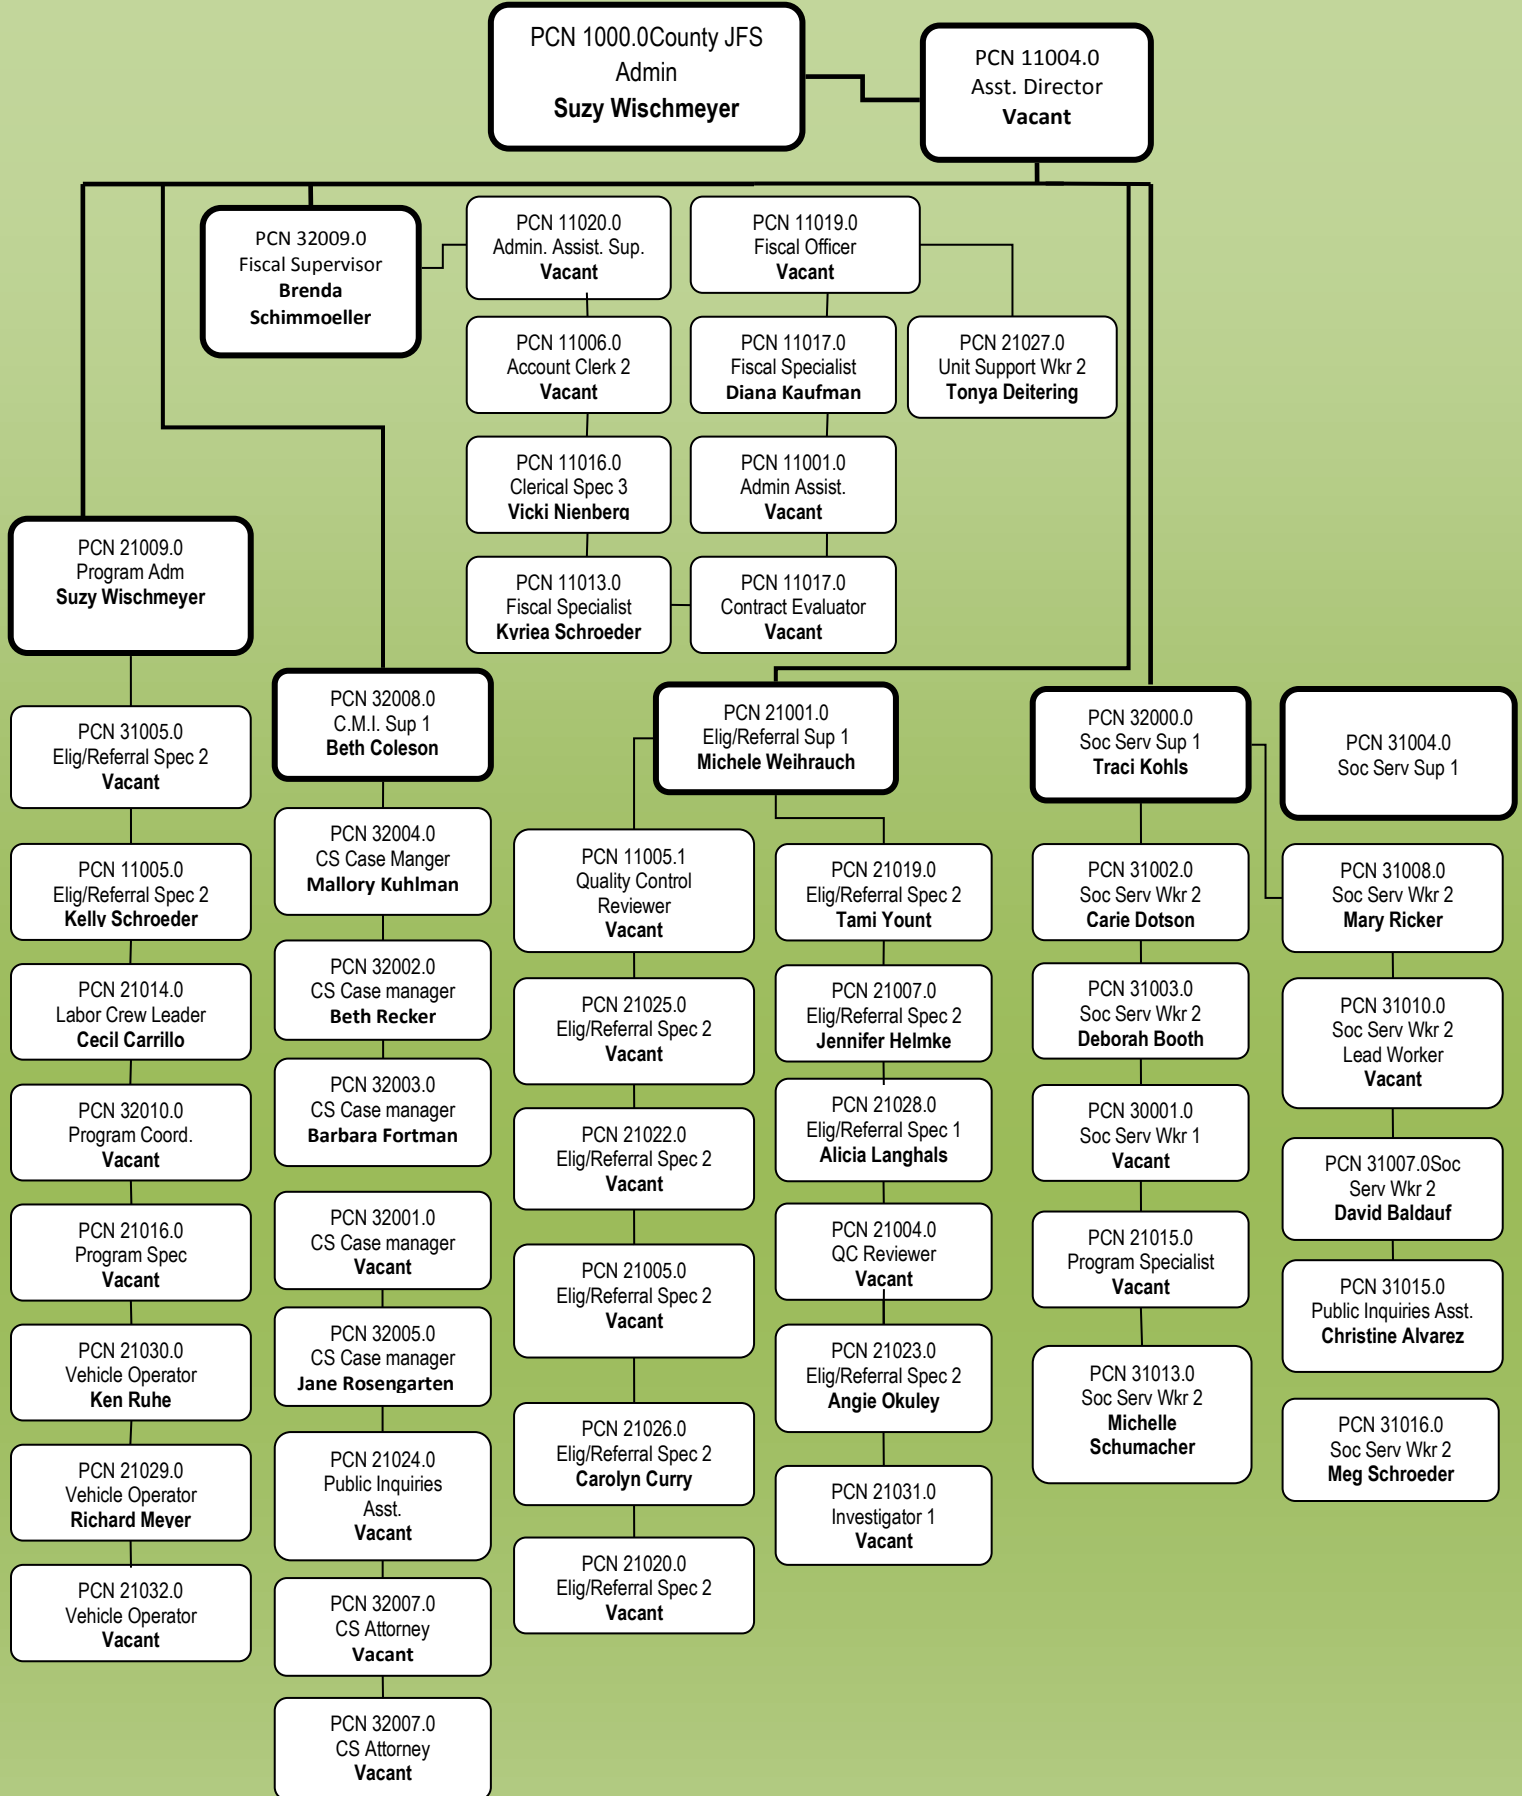 PCN 1000.0County JFS
Admin
Suzy Wischmeyer
PCN 11004.0
Asst. Director
Vacant
PCN 32009.0
Fiscal Supervisor
Brenda
Schimmoeller
PCN 11020.0
Admin. Assist. Sup.
Vacant
PCN 11019.0
Fiscal Officer
Vacant
PCN 11006.0
Account Clerk 2
Vacant
PCN 11017.0
Fiscal Specialist
Diana Kaufman
PCN 21027.0
Unit Support Wkr 2
Tonya Deitering
PCN 11016.0
Clerical Spec 3
Vicki Nienberg
PCN 11001.0
Admin Assist.
Vacant
PCN 11013.0
Fiscal Specialist
Kyriea Schroeder
PCN 11017.0
Contract Evaluator
Vacant
PCN 21009.0
Program Adm
Suzy Wischmeyer
PCN 31005.0
Elig/Referral Spec 2
Vacant
PCN 11005.0
Elig/Referral Spec 2
Kelly Schroeder
PCN 21014.0
Labor Crew Leader
Cecil Carrillo
PCN 32010.0
Program Coord.
Vacant
PCN 21016.0
Program Spec
Vacant
PCN 21030.0
Vehicle Operator
Ken Ruhe
PCN 21029.0
Vehicle Operator
Richard Meyer
PCN 21032.0
Vehicle Operator
Vacant
PCN 32008.0
C.M.I. Sup 1
Beth Coleson
PCN 32004.0
CS Case Manger
Mallory Kuhlman
PCN 32002.0
CS Case manager
Beth Recker
PCN 32003.0
CS Case manager
Barbara Fortman
PCN 32001.0
CS Case manager
Vacant
PCN 32005.0
CS Case manager
Jane Rosengarten
PCN 21024.0
Public Inquiries
Asst.
Vacant
PCN 32007.0
CS Attorney
Vacant
PCN 32007.0
CS Attorney
Vacant
PCN 21001.0
Elig/Referral Sup 1
Michele Weihrauch
PCN 11005.1
Quality Control
Reviewer
Vacant
PCN 21025.0
Elig/Referral Spec 2
Vacant
PCN 21022.0
Elig/Referral Spec 2
Vacant
PCN 21005.0
Elig/Referral Spec 2
Vacant
PCN 21026.0
Elig/Referral Spec 2
Carolyn Curry
PCN 21020.0
Elig/Referral Spec 2
Vacant
PCN 21019.0
Elig/Referral Spec 2
Tami Yount
PCN 21007.0
Elig/Referral Spec 2
Jennifer Helmke
PCN 21028.0
Elig/Referral Spec 1
Alicia Langhals
PCN 21004.0
QC Reviewer
Vacant
PCN 21023.0
Elig/Referral Spec 2
Angie Okuley
PCN 21031.0
Investigator 1
Vacant
PCN 32000.0
Soc Serv Sup 1
Traci Kohls
PCN 31002.0
Soc Serv Wkr 2
Carie Dotson
PCN 31003.0
Soc Serv Wkr 2
Deborah Booth
PCN 30001.0
Soc Serv Wkr 1
Vacant
PCN 21015.0
Program Specialist
Vacant
PCN 31013.0
Soc Serv Wkr 2
Michelle
Schumacher
PCN 31004.0
Soc Serv Sup 1
PCN 31008.0
Soc Serv Wkr 2
Mary Ricker
PCN 31010.0
Soc Serv Wkr 2
Lead Worker
Vacant
PCN 31007.0Soc
Serv Wkr 2
David Baldauf
PCN 31015.0
Public Inquiries Asst.
Christine Alvarez
PCN 31016.0
Soc Serv Wkr 2
Meg Schroeder